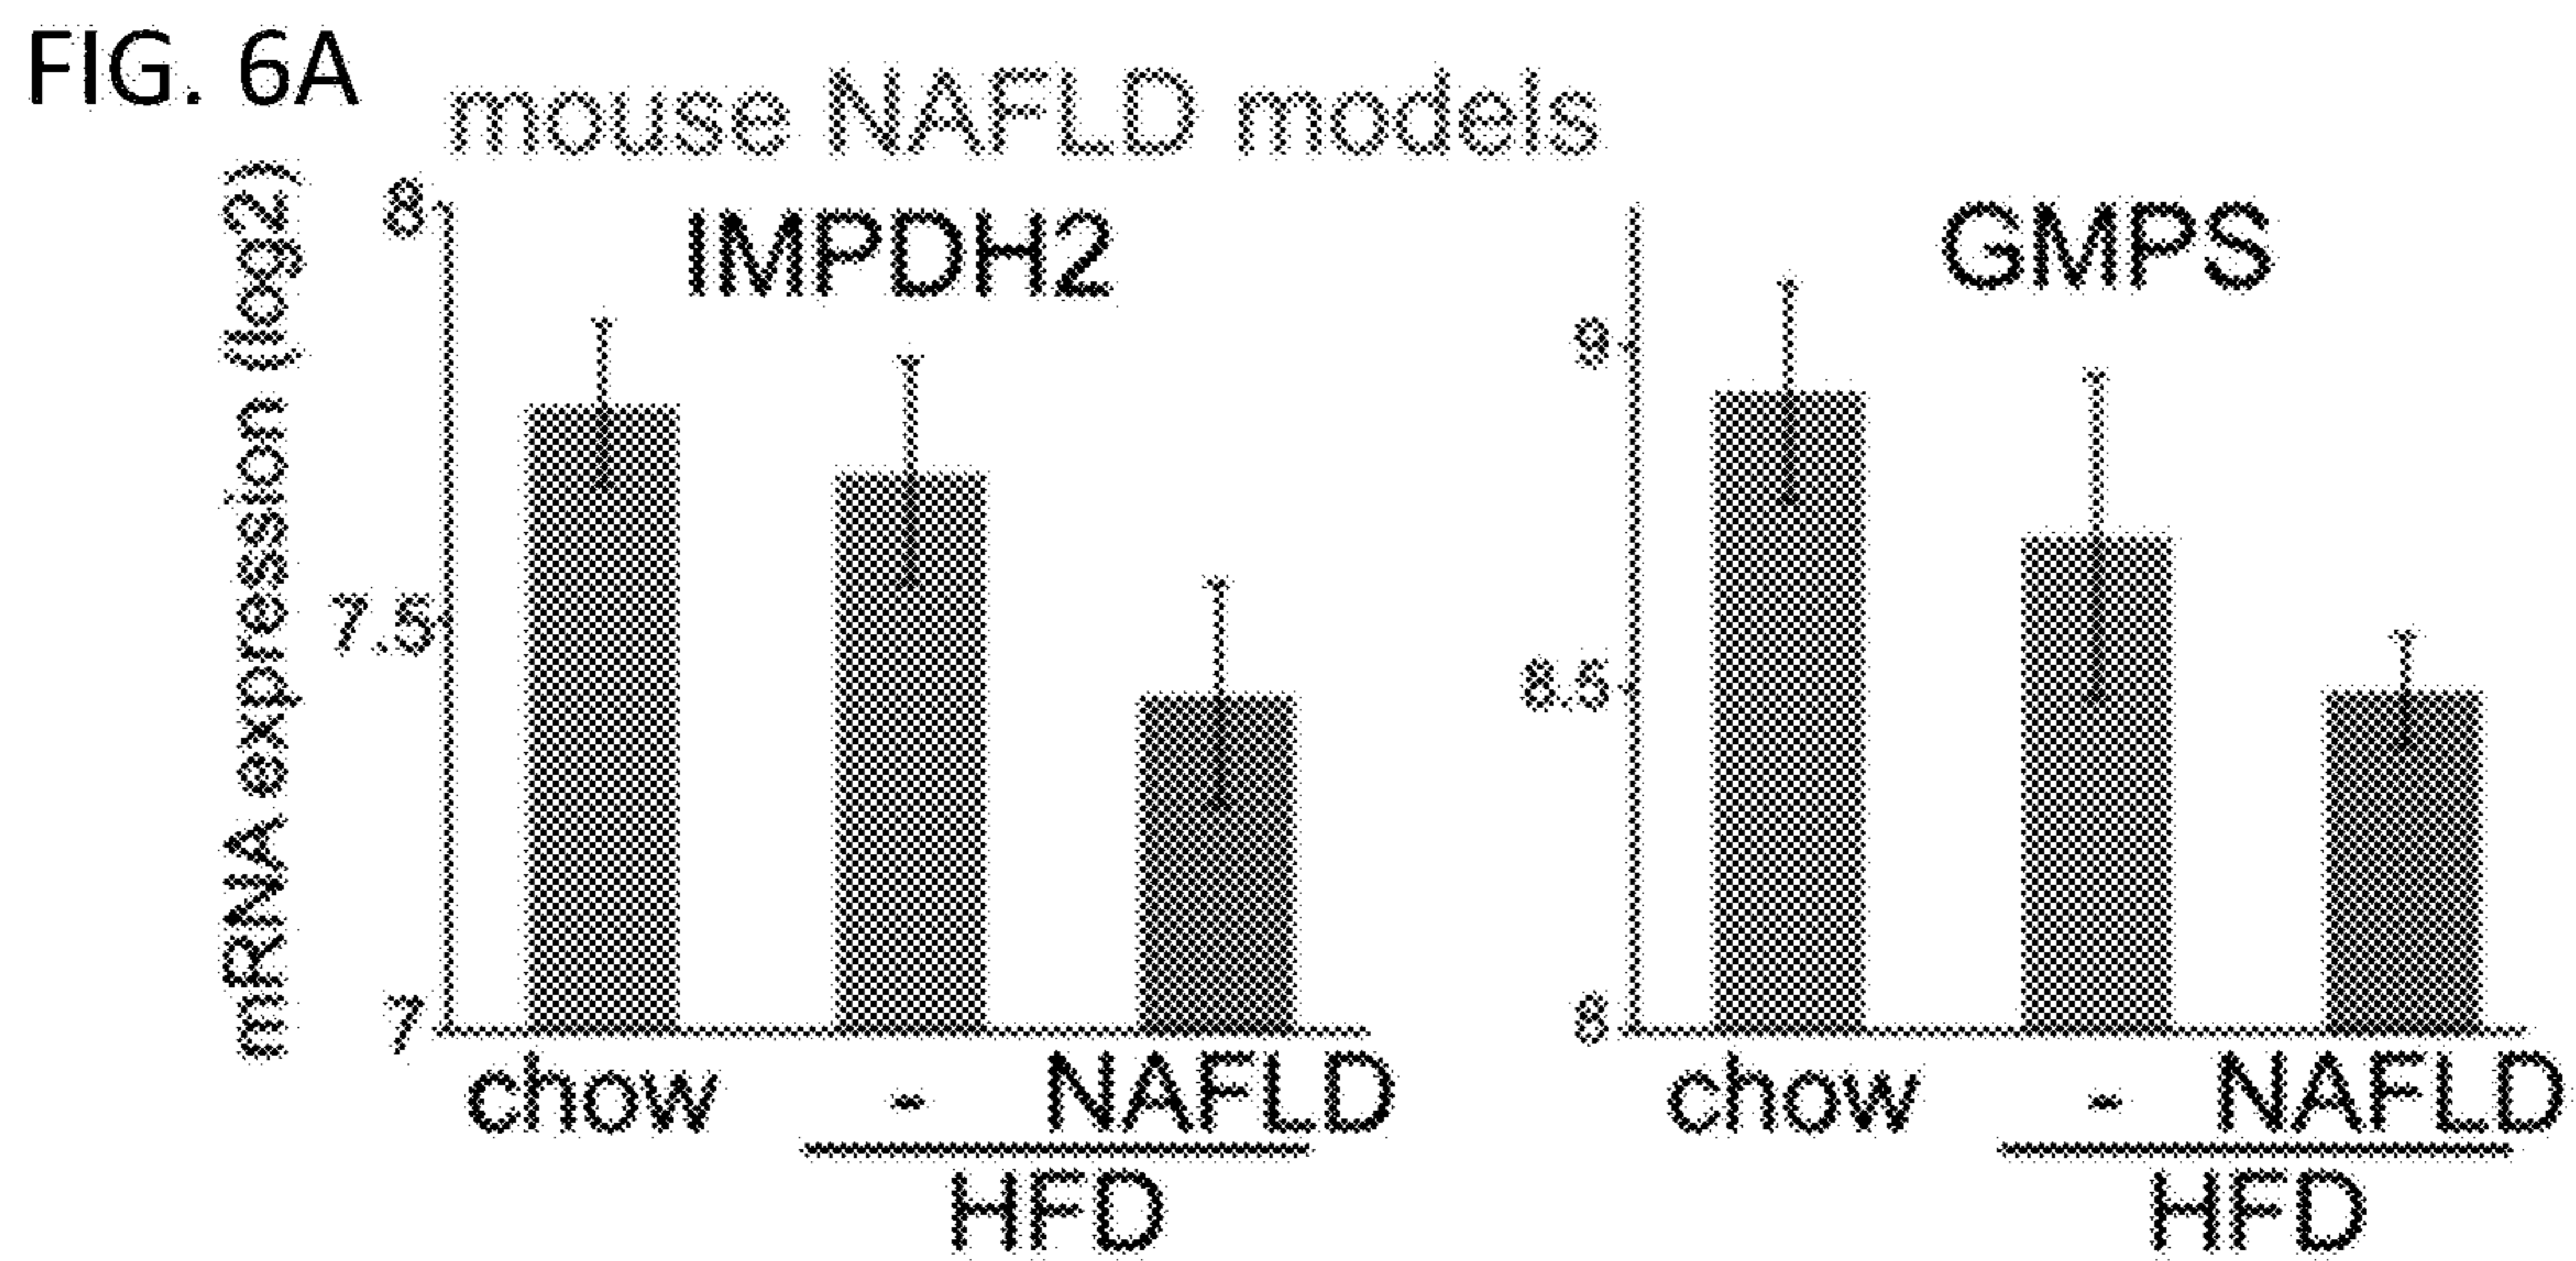 FIG. 6A
mouse NAFLD models
mRNA expression (log2)
IMPDH2
8
7.5
7
chow - NAFLD
HFD
GMPS
9
8.5
8
chow - NAFLD
HFD